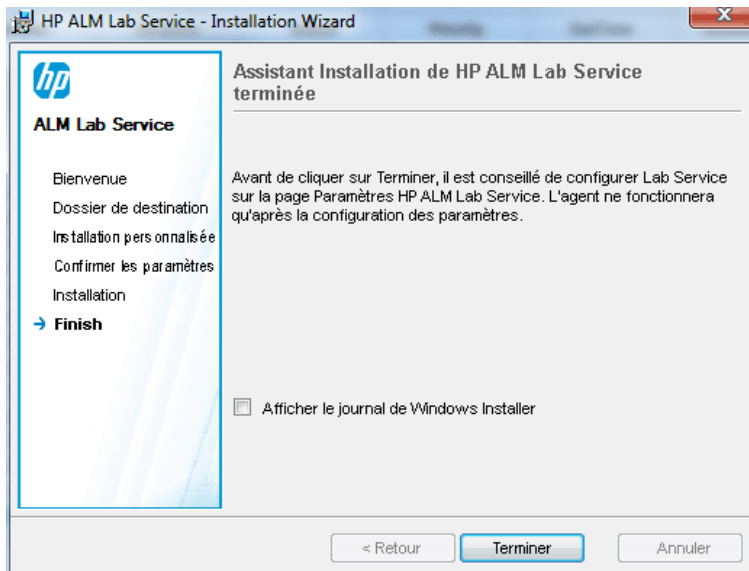 HP ALM Lab Service - Installation Wizard
hp
ALM Lab Service
Bienvenue
Dossier de destination
Installation personnalisée
Confirmer les paramètres
Installation
Finish
Assistant Installation de HP ALM Lab Service
terminée
Avant de cliquer sur Terminer, il est conseillé de configurer Lab Service
sur la page Paramètres HP ALM Lab Service. L'agent ne fonctionnera
qu'après la configuration des paramètres.
Afficher le journal de Windows Installer
< Retour
Terminer
Annuler